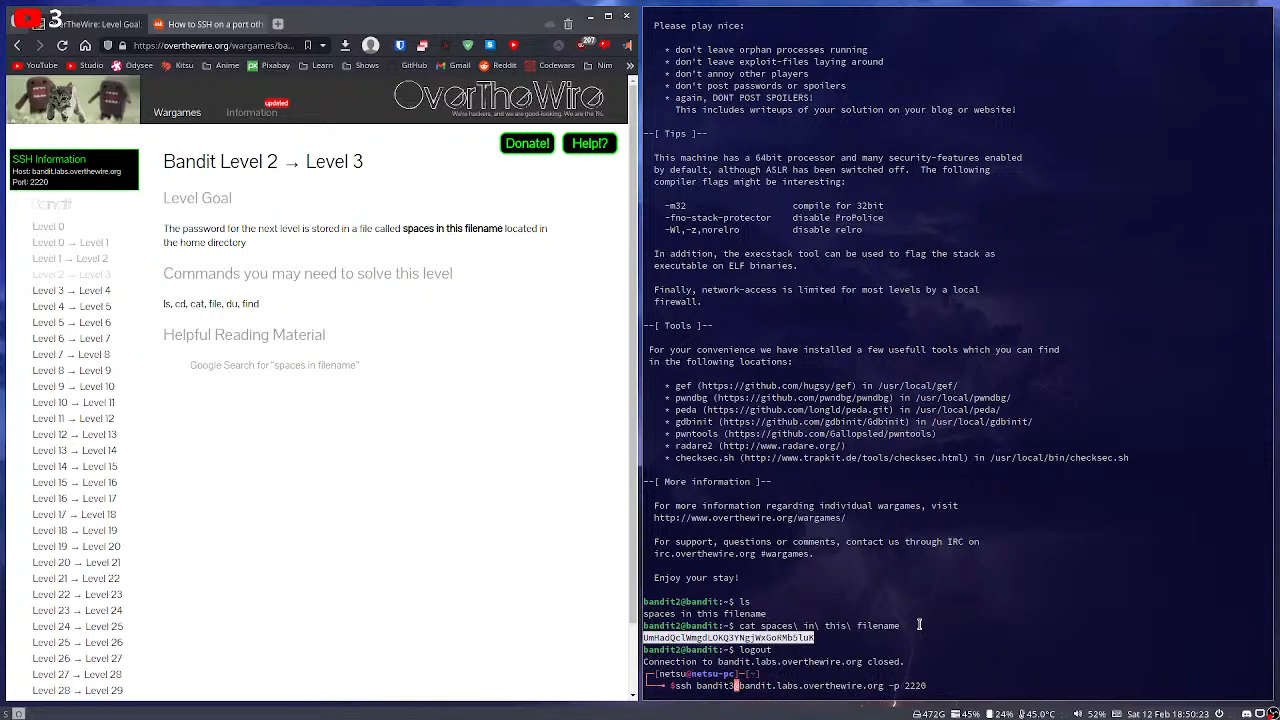 3
OverTheWire: Level Goal
How to SSH on a port oth
https://overthewire.org/wargames/ba...
207
YouTube
Studio
Odysee
Kitsu
Anime
Pixabay
Learn
Shows
GitHub
Gmail
Reddit
Codewars
Nim
Wargames
Information
updated
OverTheWire
We're hackers, and we are good-looking. We are the 1%.
Donate!
Help!?
SSH Information
Host: bandit.labs.overthewire.org
Port: 2220
Bandit
Level 0
Level 0 → Level 1
Level 1 → Level 2
Level 2 → Level 3
Level 3 → Level 4
Level 4 → Level 5
Level 5 → Level 6
Level 6 → Level 7
Level 7 → Level 8
Level 8 → Level 9
Level 9 → Level 10
Level 10 → Level 11
Level 11 → Level 12
Level 12 → Level 13
Level 13 → Level 14
Level 14 → Level 15
Level 15 → Level 16
Level 16 → Level 17
Level 17 → Level 18
Level 18 → Level 19
Level 19 → Level 20
Level 20 → Level 21
Level 21 → Level 22
Level 22 → Level 23
Level 23 → Level 24
Level 24 → Level 25
Level 25 → Level 26
Level 26 → Level 27
Level 27 → Level 28
Level 28 → Level 29
Bandit Level 2 → Level 3
Level Goal
The password for the next level is stored in a file called spaces in this filename located in
the home directory
Commands you may need to solve this level
ls, cd, cat, file, du, find
Helpful Reading Material
Google Search for “spaces in filename”
Please play nice:
* don't leave orphan processes running
* don't leave exploit-files laying around
* don't annoy other players
* don't post passwords or spoilers
* again, DONT POST SPOILERS!
This includes writeups of your solution on your blog or website!
--[ Tips ]--
This machine has a 64bit processor and many security-features enabled
by default, although ASLR has been switched off.  The following
compiler flags might be interesting:
-m32 compile for 32bit
-fno-stack-protector disable ProPolice
-Wl,-z,norelro disable relro
In addition, the execstack tool can be used to flag the stack as
executable on ELF binaries.
Finally, network-access is limited for most levels by a local
firewall.
--[ Tools ]--
For your convenience we have installed a few usefull tools which you can find
in the following locations:
* gef (https://github.com/hugsy/gef) in /usr/local/gef/
* pwndbg (https://github.com/pwndbg/pwndbg) in /usr/local/pwndbg/
* peda (https://github.com/longld/peda.git) in /usr/local/peda/
* gdbinit (https://github.com/gdbinit/Gdbinit) in /usr/local/gdbinit/
* pwntools (https://github.com/Gallopsled/pwntools)
* radare2 (http://www.radare.org/)
* checksec.sh (http://www.trapkit.de/tools/checksec.html) in /usr/local/bin/checksec.sh
--[ More information ]--
For more information regarding individual wargames, visit
http://www.overthewire.org/wargames/
For support, questions or comments, contact us through IRC on
irc.overthewire.org #wargames.
Enjoy your stay!
bandit2@bandit:~$ ls
spaces in this filename
bandit2@bandit:~$ cat spaces\ in\ this\ filename
UmHadQclWmgdLOKQ3YNgjWxGoRMb5luK
bandit2@bandit:~$ logout
Connection to bandit.labs.overthewire.org closed.
[netsu@netsu-pc]─[~]
$ssh bandit3@bandit.labs.overthewire.org -p 2220
S O
472G 45% 24% 45.0°C 52% Sat 12 Feb 18:50:23